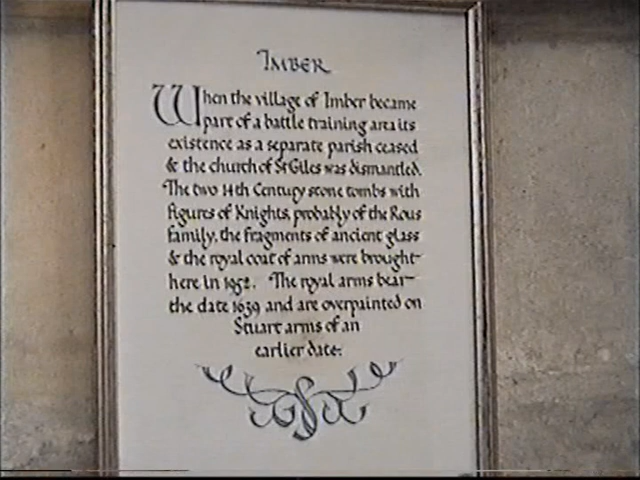 IMBER
When the village of Imber became
part of a battle training area its
existence as a separate parish ceased
& the church of St Giles was dismantled.
The two 14th Century stone tombs with
figures of Knights, probably of the Rous
family, the fragments of ancient glass
& the royal coat of arms were brought
here in 1952. The royal arms bear
the date 1639 and are overpainted on
Stuart arms of an
earlier date.